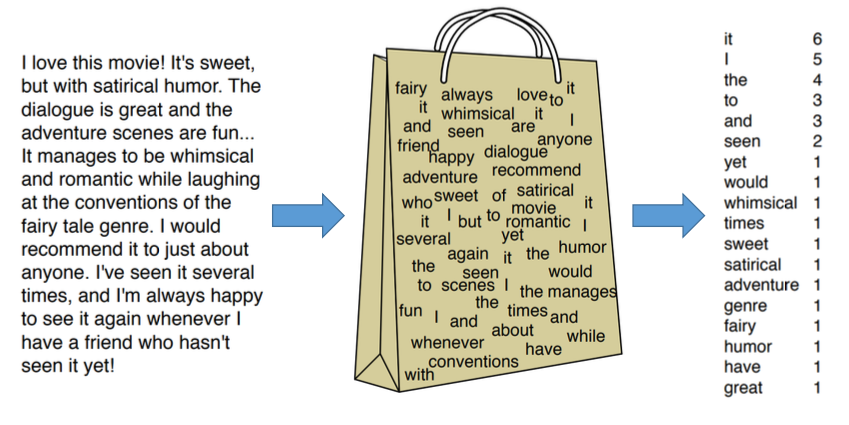 I love this movie! It's sweet,
but with satirical humor. The
dialogue is great and the
adventure scenes are fun...
It manages to be whimsical
and romantic while laughing
at the conventions of the
fairy tale genre. I would
recommend it to just about
anyone. I've seen it several
times, and I'm always happy
to see it again whenever I
have a friend who hasn't
seen it yet!
fairy always love to it
it whimsical it I
and seen are anyone
friend happy dialogue
adventure recommend
who sweet of satirical
it I but to romantic movie it I
several yet
again it the humor
the seen would
to scenes I the manages
fun I and the times and
whenever about while
have
conventions
with
it 6
I 5
the 4
to 3
and 3
seen 2
yet 1
would 1
whimsical 1
times 1
sweet 1
satirical 1
adventure 1
genre 1
fairy 1
humor 1
have 1
great 1